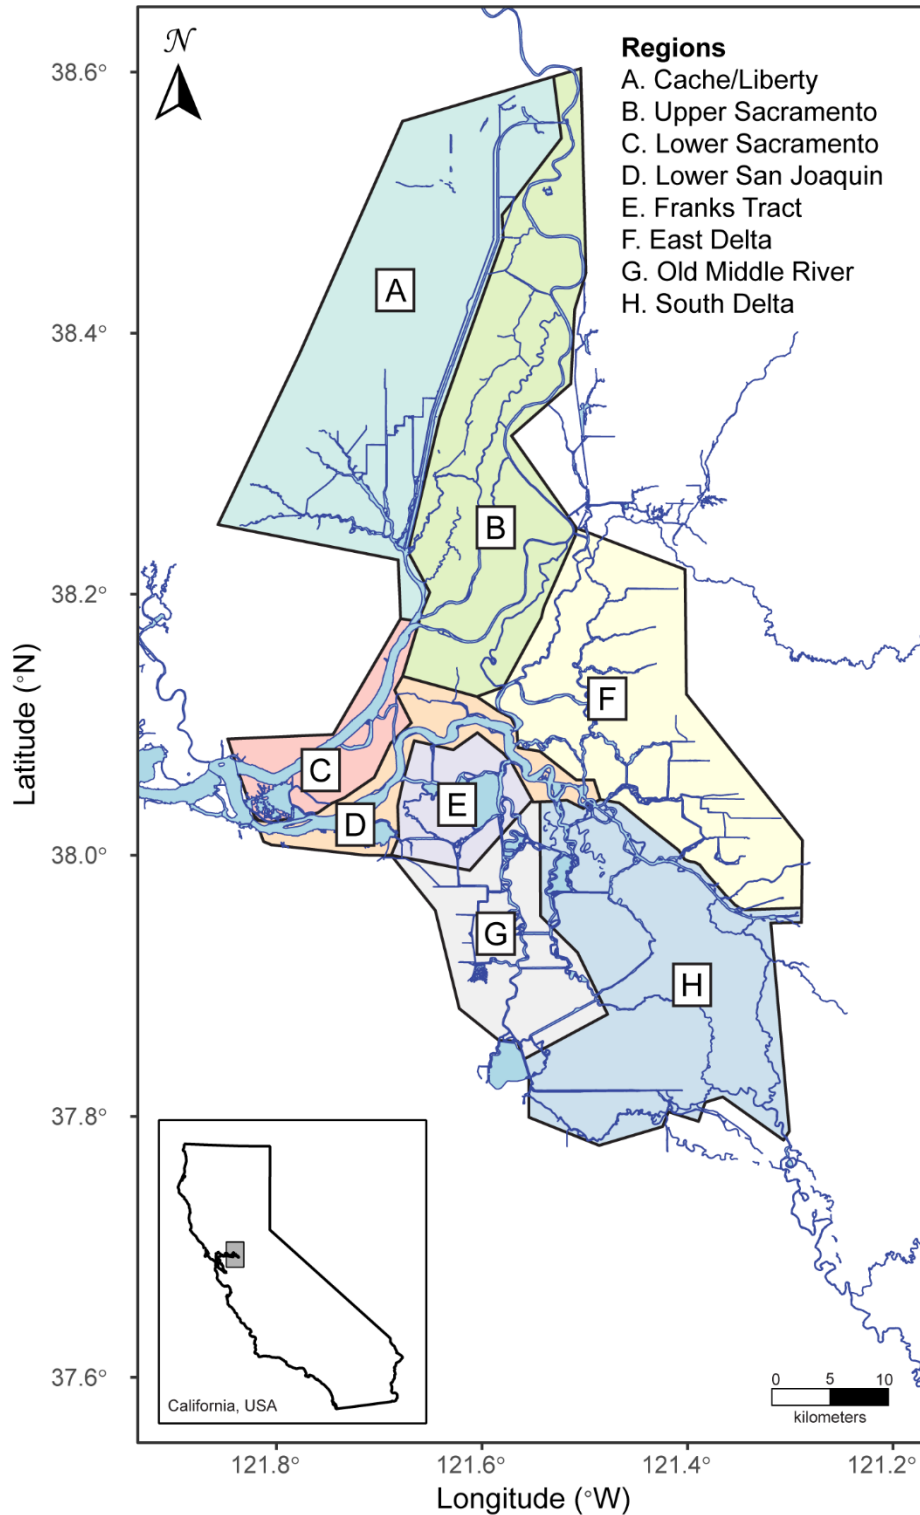 N
Regions
A. Cache/Liberty
B. Upper Sacramento
C. Lower Sacramento
D. Lower San Joaquin
E. Franks Tract
F. East Delta
G. Old Middle River
H. South Delta
38.6°
38.4°
38.2°
38.0°
37.8°
37.6°
Latitude (°N)
A
B
F
C
E
D
G
H
California, USA
0 5 10
kilometers
121.8° 121.6° 121.4° 121.2°
Longitude (°W)